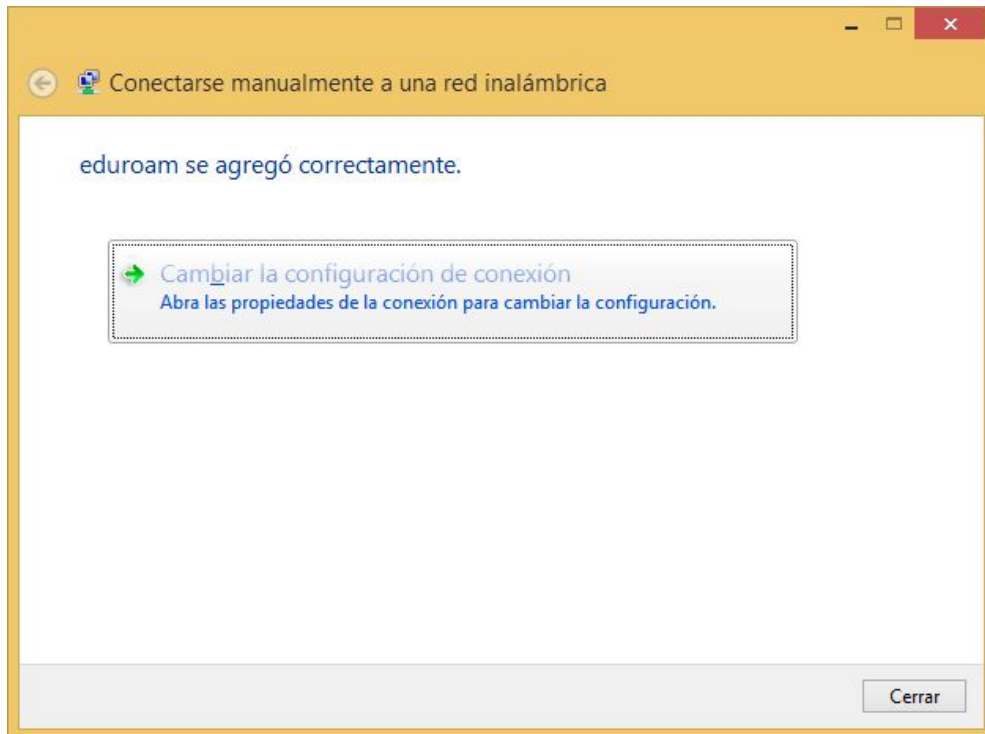 Conectarse manualmente a una red inalámbrica
eduroam se agregó correctamente.
Cambiar la configuración de conexión
Abra las propiedades de la conexión para cambiar la configuración.
Cerrar